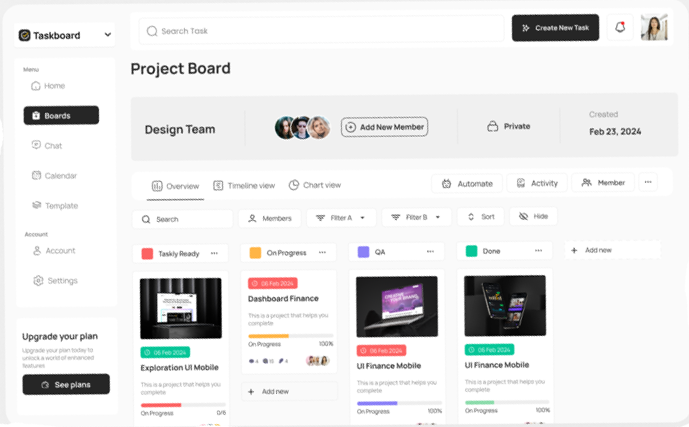 Taskboard
Search Task
Create New Task
Menu
Home
Boards
Chat
Calendar
Template
Account
Account
Settings
Upgrade your plan
Upgrade your plan today to
unlock a world of enhanced
features
See plans
Project Board
Design Team
Add New Member
Private
Created
Feb 23, 2024
Overview
Timeline view
Chart view
Automate
Activity
Member
Search
Members
Filter A
Filter B
Sort
Hide
Taskly Ready
On Progress
QA
Done
Add new
06 Feb 2024
Exploration UI Mobile
This is a project that helps you
complete
On Progress
0/6
06 Feb 2024
Dashboard Finance
This is a project that helps you
complete
On Progress
100%
4
15
4
Add new
06 Feb 2024
UI Finance Mobile
This is a project that helps you
complete
On Progress
100%
06 Feb 2024
UI Finance Mobile
This is a project that helps you
complete
On Progress
100%